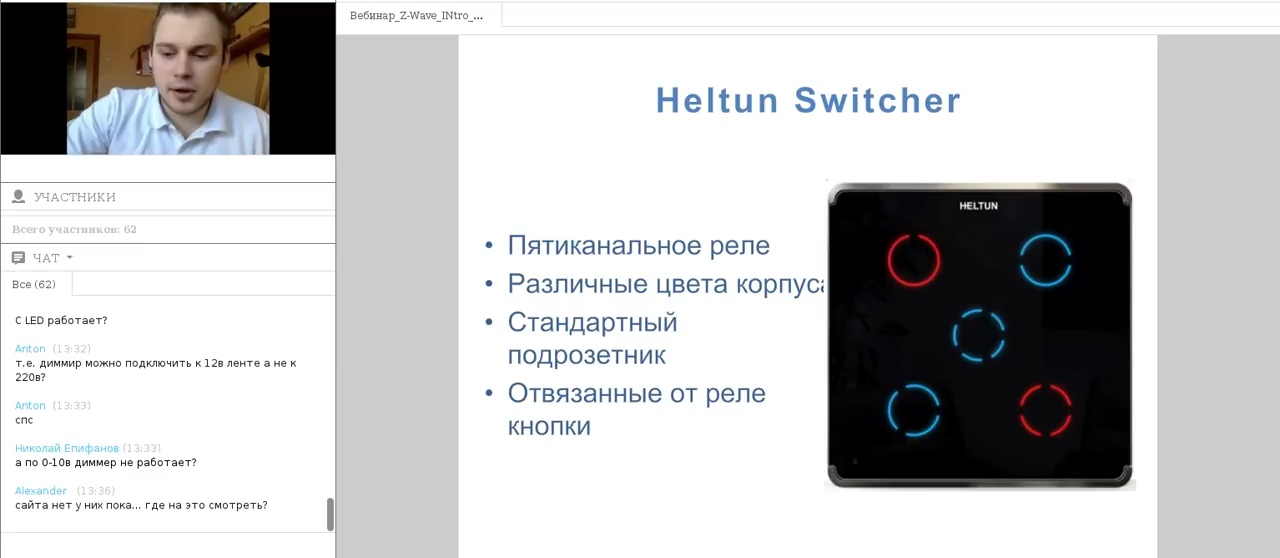 Вебинар_Z-Wave_INtro_...
УЧАСТНИКИ
Всего участников: 62
ЧАТ
Все (62)
С LED работает?
Anton (13:32)
т.е. диммир можно подключить к 12в ленте а не к
220в?
Anton (13:33)
спс
Николай Епифанов (13:33)
а по 0-10в диммер не работает?
Alexander (13:36)
сайта нет у них пока... где на это смотреть?
Heltun Switcher
• Пятиканальное реле
• Различные цвета корпуса
• Стандартный
подрозетник
• Отвязанные от реле
кнопки
HELTUN